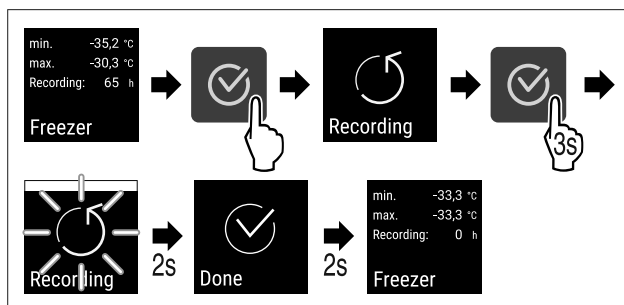 min. -35,2 °C
max. -30,3 °C
Recording: 65 h
Freezer
Recording
3s
Recording
2s
Done
2s
min. -33,3 °C
max. -33,3 °C
Recording: 0 h
Freezer